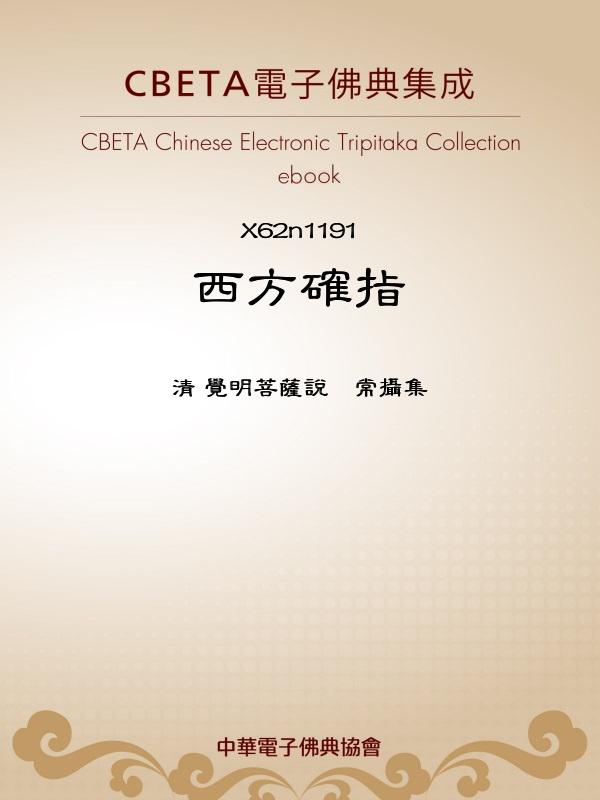 CBETA電子佛典集成
CBETA Chinese Electronic Tripitaka Collection
ebook
X62n1191
西方確指
清 覺明菩薩說　常攝集
中華電子佛典協會